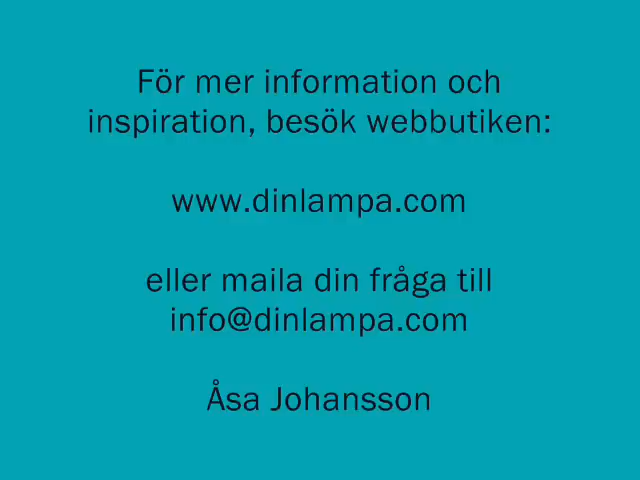 För mer information och
inspiration, besök webbutiken:
www.dinlampa.com
eller maila din fråga till
info@dinlampa.com
Åsa Johansson